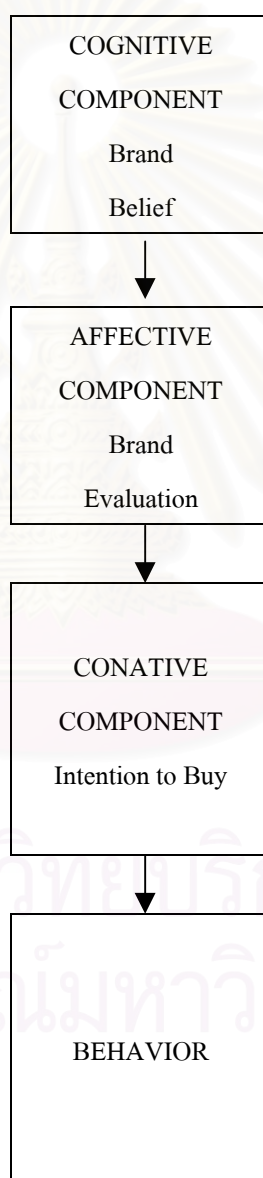 COGNITIVE
COMPONENT
Brand
Belief
AFFECTIVE
COMPONENT
Brand
Evaluation
CONATIVE
COMPONENT
Intention to Buy
BEHAVIOR